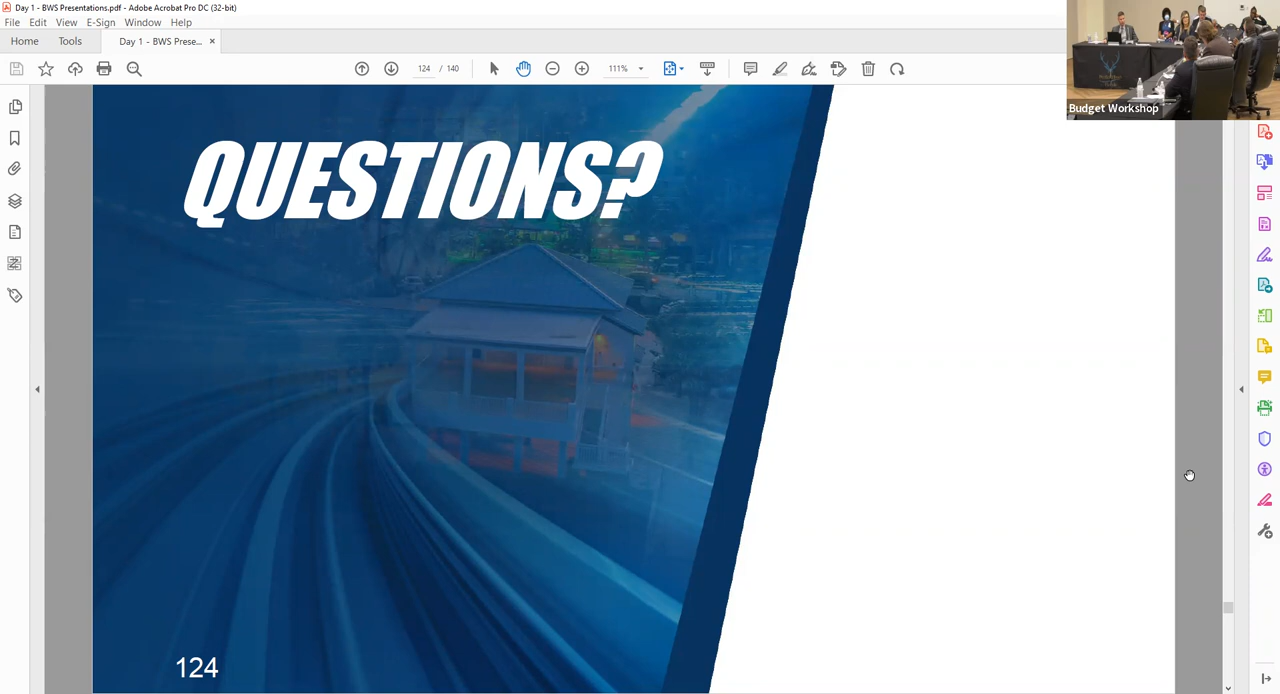 Day 1 - BWS Presentations.pdf - Adobe Acrobat Pro DC (32-bit)
File Edit View E-Sign Window Help
Home Tools Day 1 - BWS Prese... ×
124 / 140 111%
Budget Workshop
QUESTIONS?
124